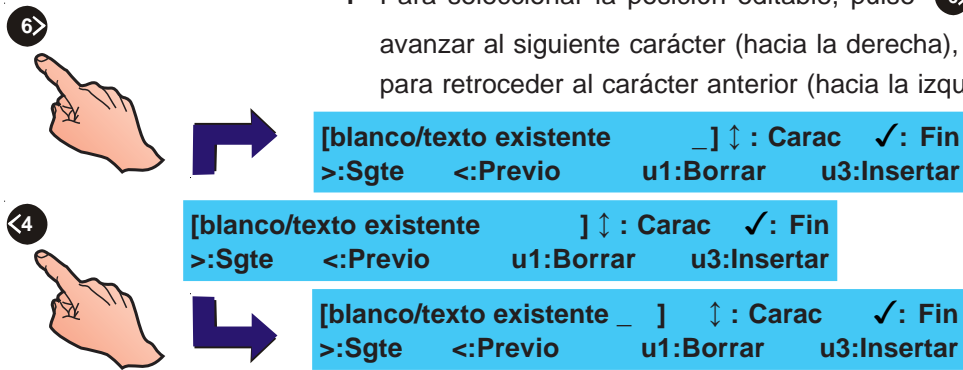 Para seleccionar la posición editable, pulse 6>
avanzar al siguiente carácter (hacia la derecha),
para retroceder al carácter anterior (hacia la
6>
[blanco/texto existente _] ↕ : Carac ✓: Fin
>:Sgte <:Previo u1:Borrar u3:Insertar
<4
[blanco/texto existente ] ↕ : Carac ✓: Fin
>:Sgte <:Previo u1:Borrar u3:Insertar
[blanco/texto existente _ ] ↕ : Carac ✓: Fin
>:Sgte <:Previo u1:Borrar u3:Insertar